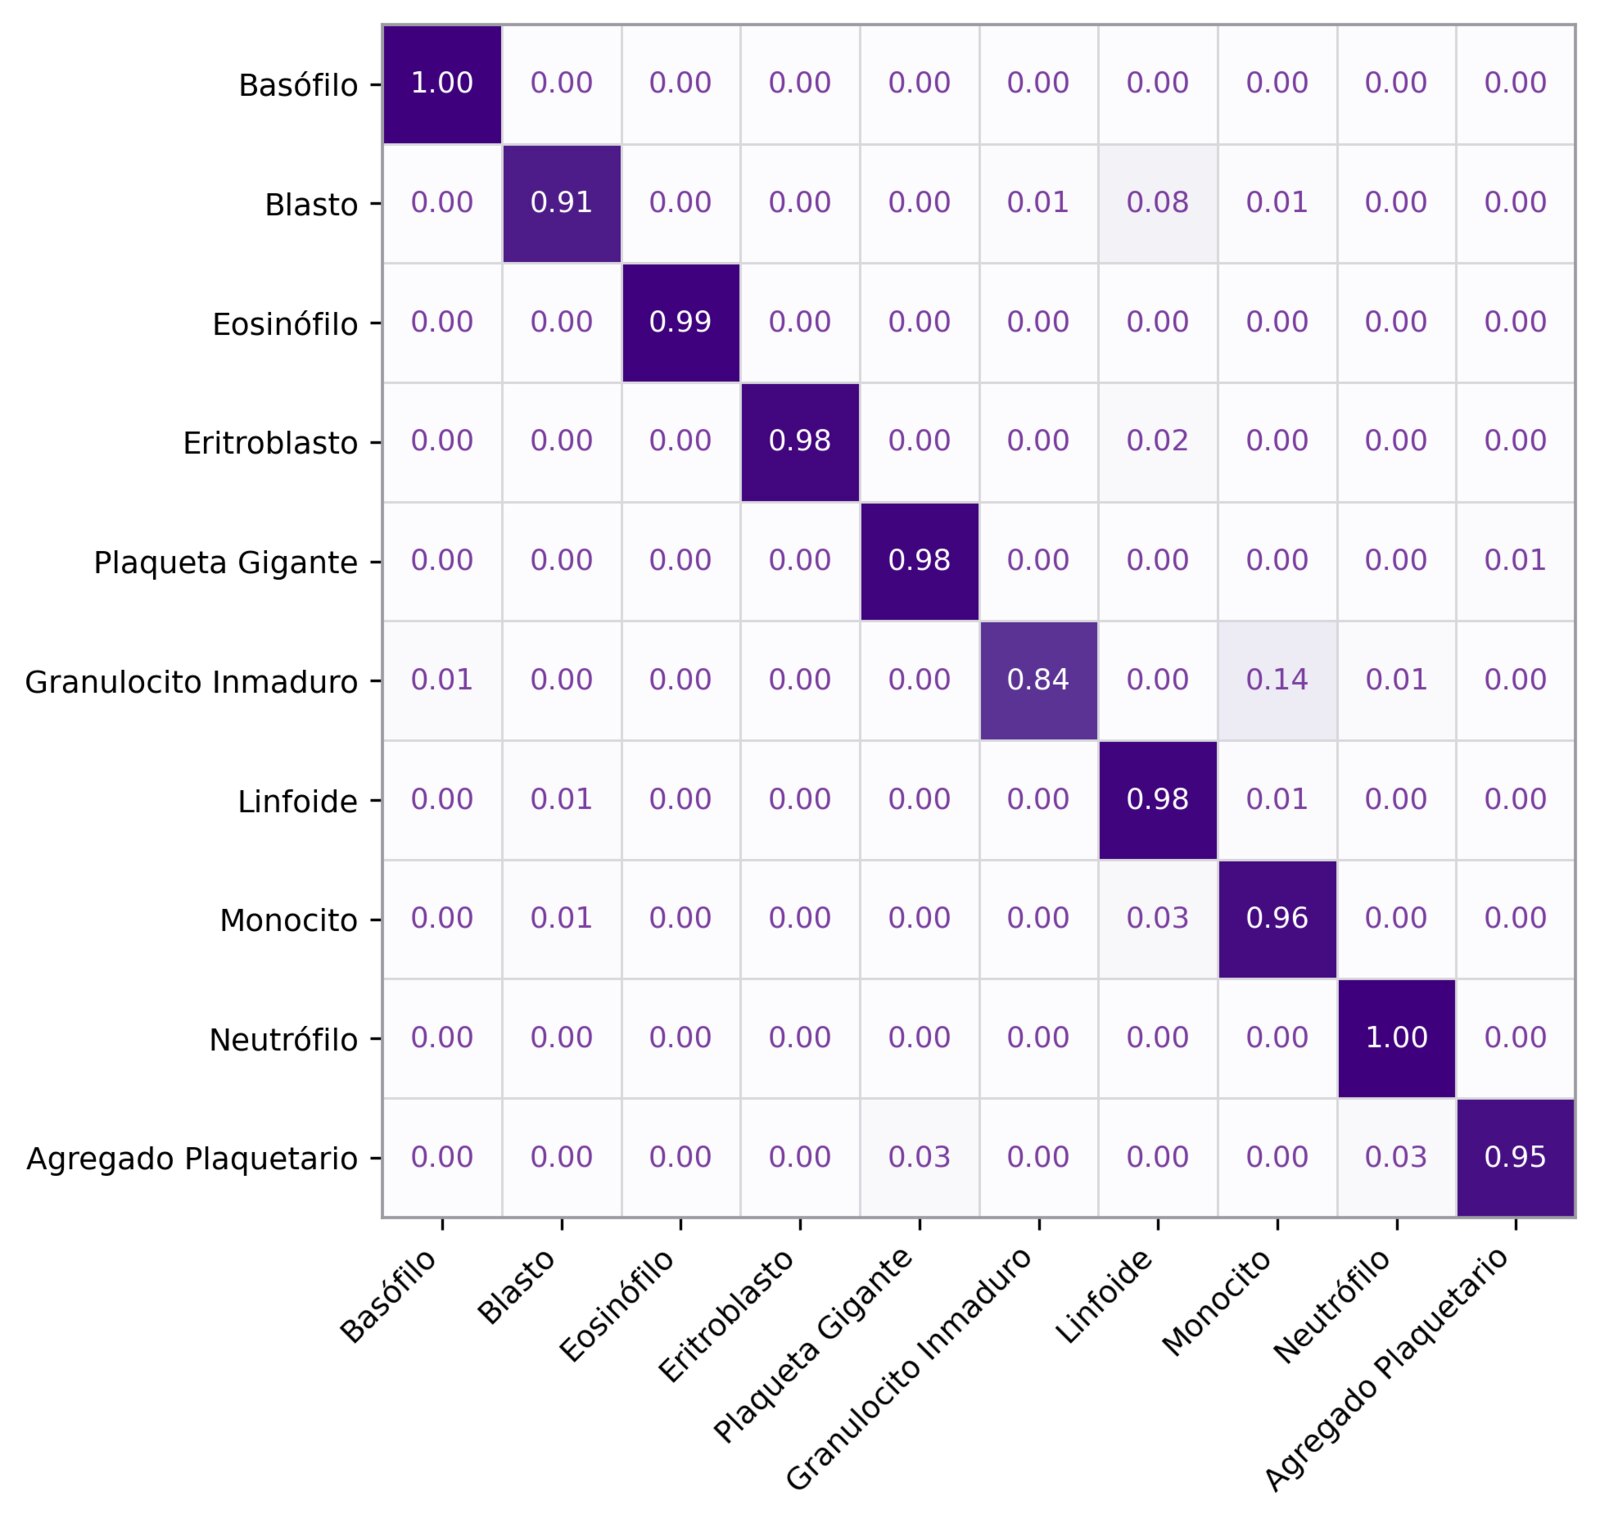 Basófilo 1.00 0.00 0.00 0.00 0.00 0.00 0.00 0.00 0.00 0.00
Blasto 0.00 0.91 0.00 0.00 0.00 0.01 0.08 0.01 0.00 0.00
Eosinófilo 0.00 0.00 0.99 0.00 0.00 0.00 0.00 0.00 0.00 0.00
Eritroblasto 0.00 0.00 0.00 0.98 0.00 0.00 0.02 0.00 0.00 0.00
Plaqueta Gigante 0.00 0.00 0.00 0.00 0.98 0.00 0.00 0.00 0.00 0.01
Granulocito Inmaduro 0.01 0.00 0.00 0.00 0.00 0.84 0.00 0.14 0.01 0.00
Linfoide 0.00 0.01 0.00 0.00 0.00 0.00 0.98 0.01 0.00 0.00
Monocito 0.00 0.01 0.00 0.00 0.00 0.00 0.03 0.96 0.00 0.00
Neutrófilo 0.00 0.00 0.00 0.00 0.00 0.00 0.00 0.00 1.00 0.00
Agregado Plaquetario 0.00 0.00 0.00 0.00 0.03 0.00 0.00 0.00 0.03 0.95
Basófilo
Blasto
Eosinófilo
Eritroblasto
Plaqueta Gigante
Granulocito Inmaduro
Linfoide
Monocito
Neutrófilo
Agregado Plaquetario